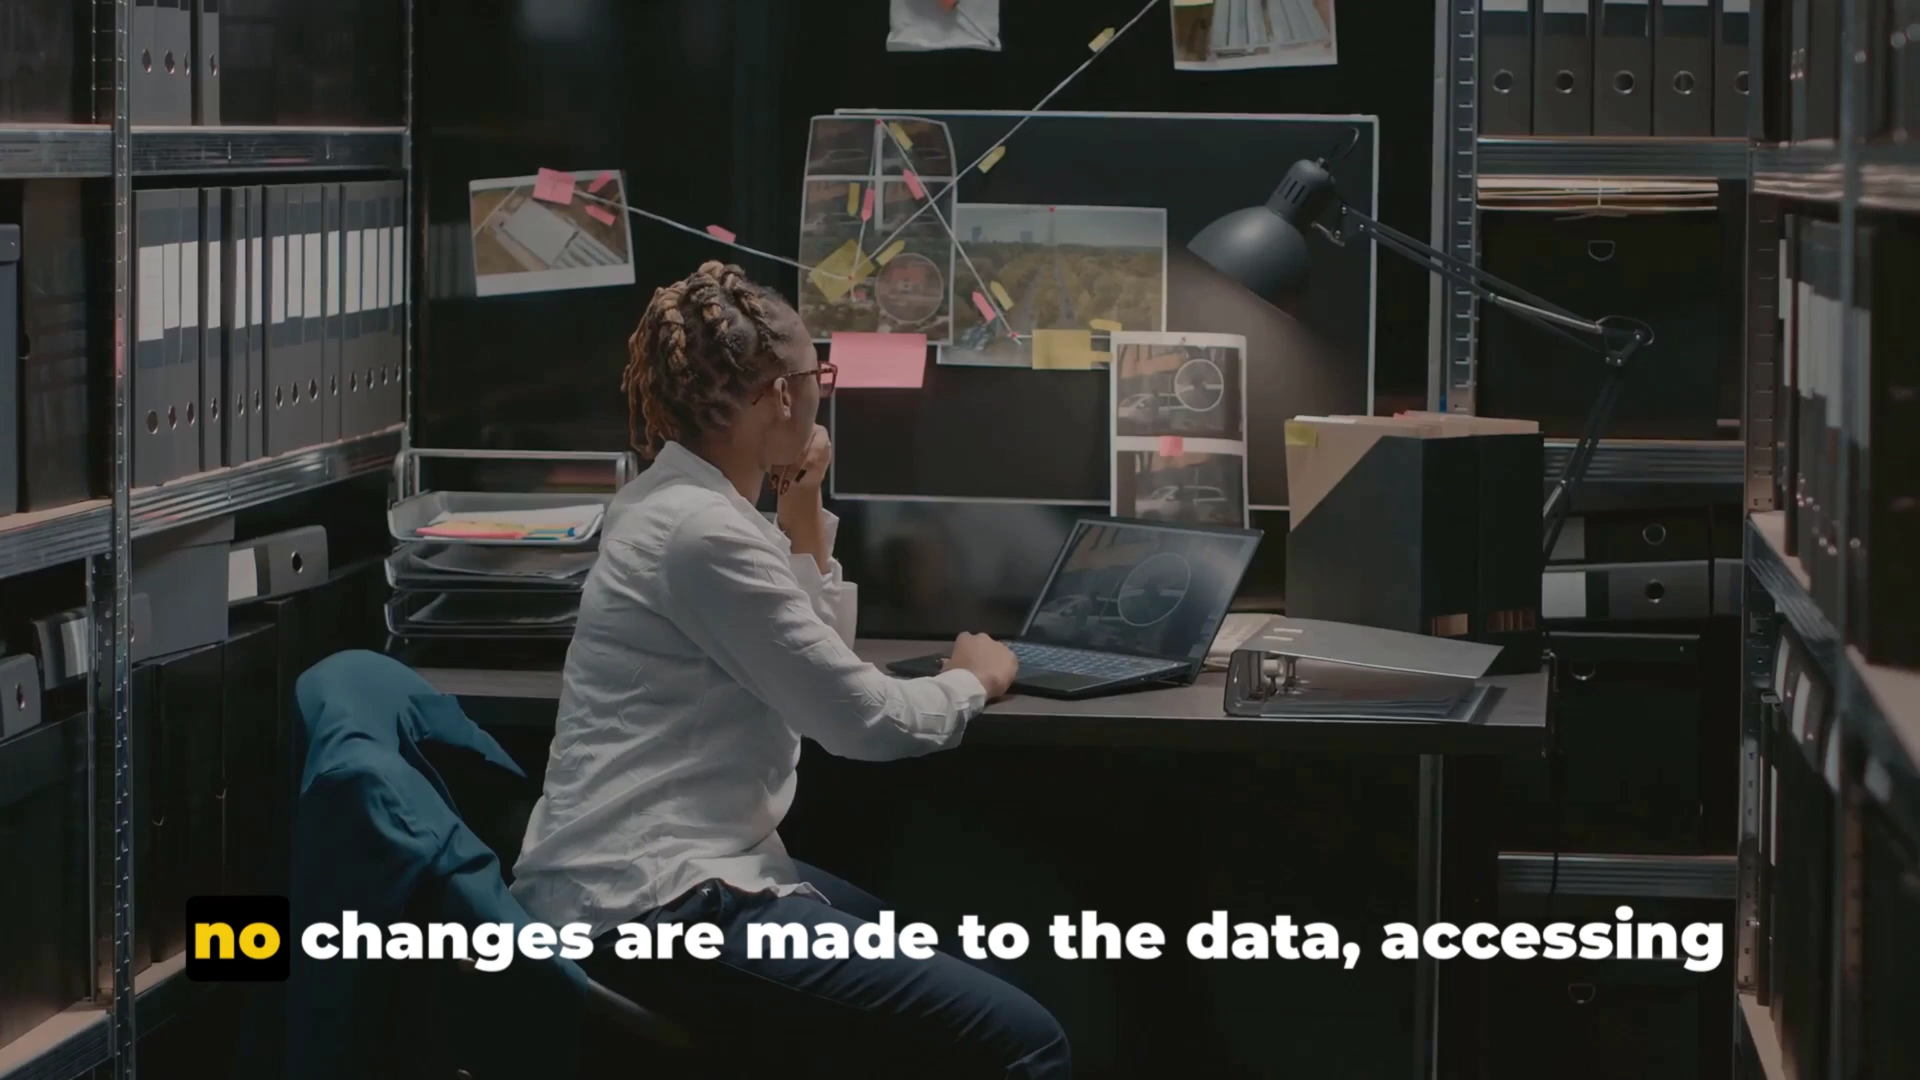 no changes are made to the data, accessing